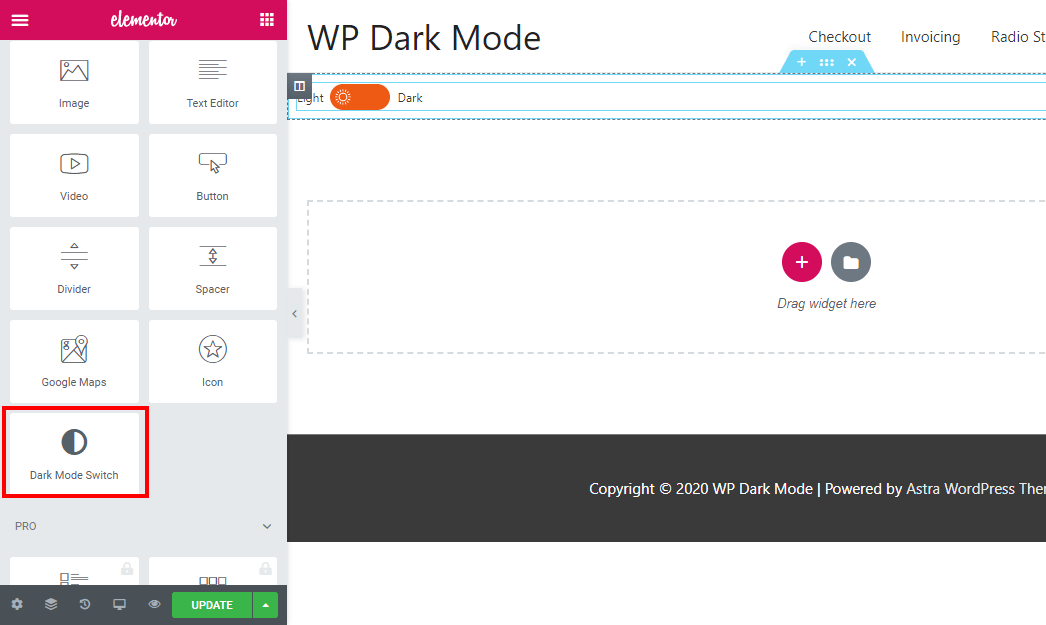 elementor
Image
Text Editor
Video
Button
Divider
Spacer
Google Maps
Icon
Dark Mode Switch
PRO
UPDATE
WP Dark Mode
Checkout
Invoicing
Radio St
Light
Dark
Drag widget here
Copyright © 2020 WP Dark Mode | Powered by Astra WordPress Them